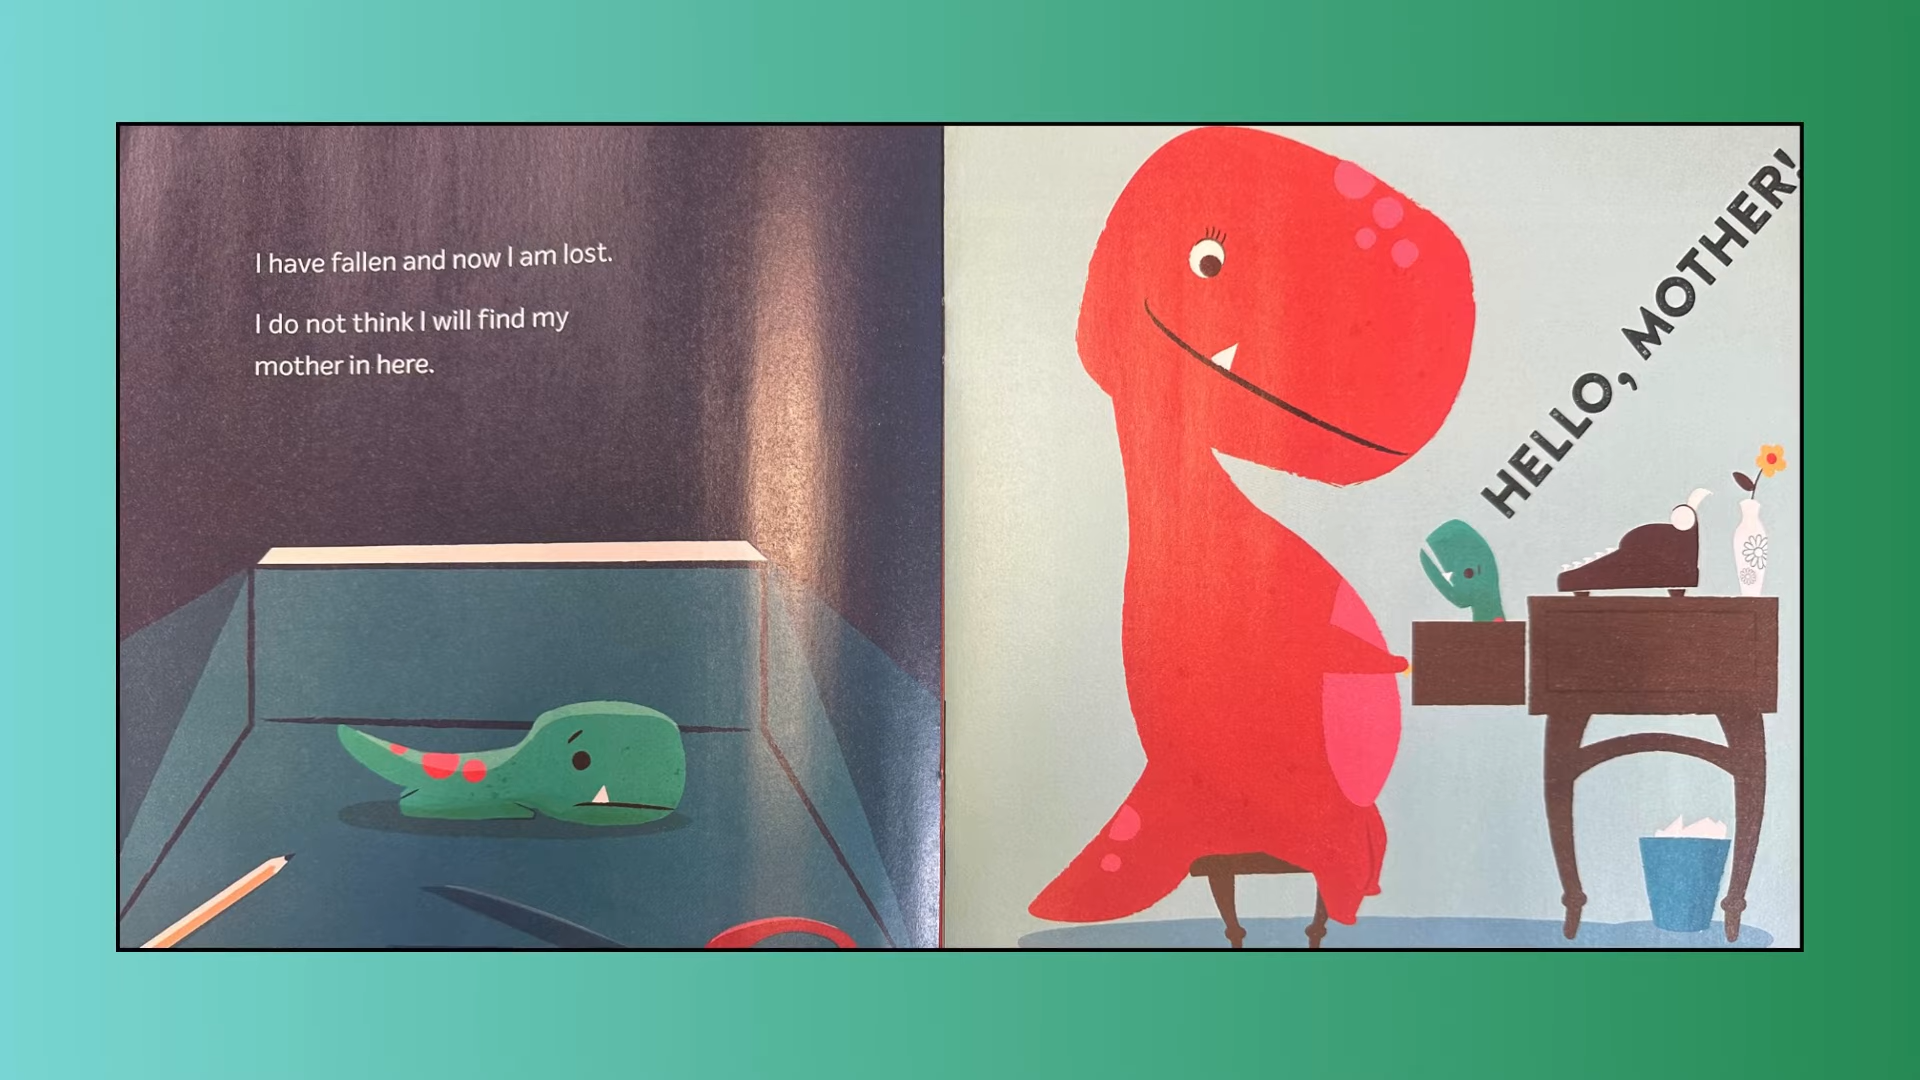 I have fallen and now I am lost.
I do not think I will find my
mother in here.
HELLO, MOTHER!